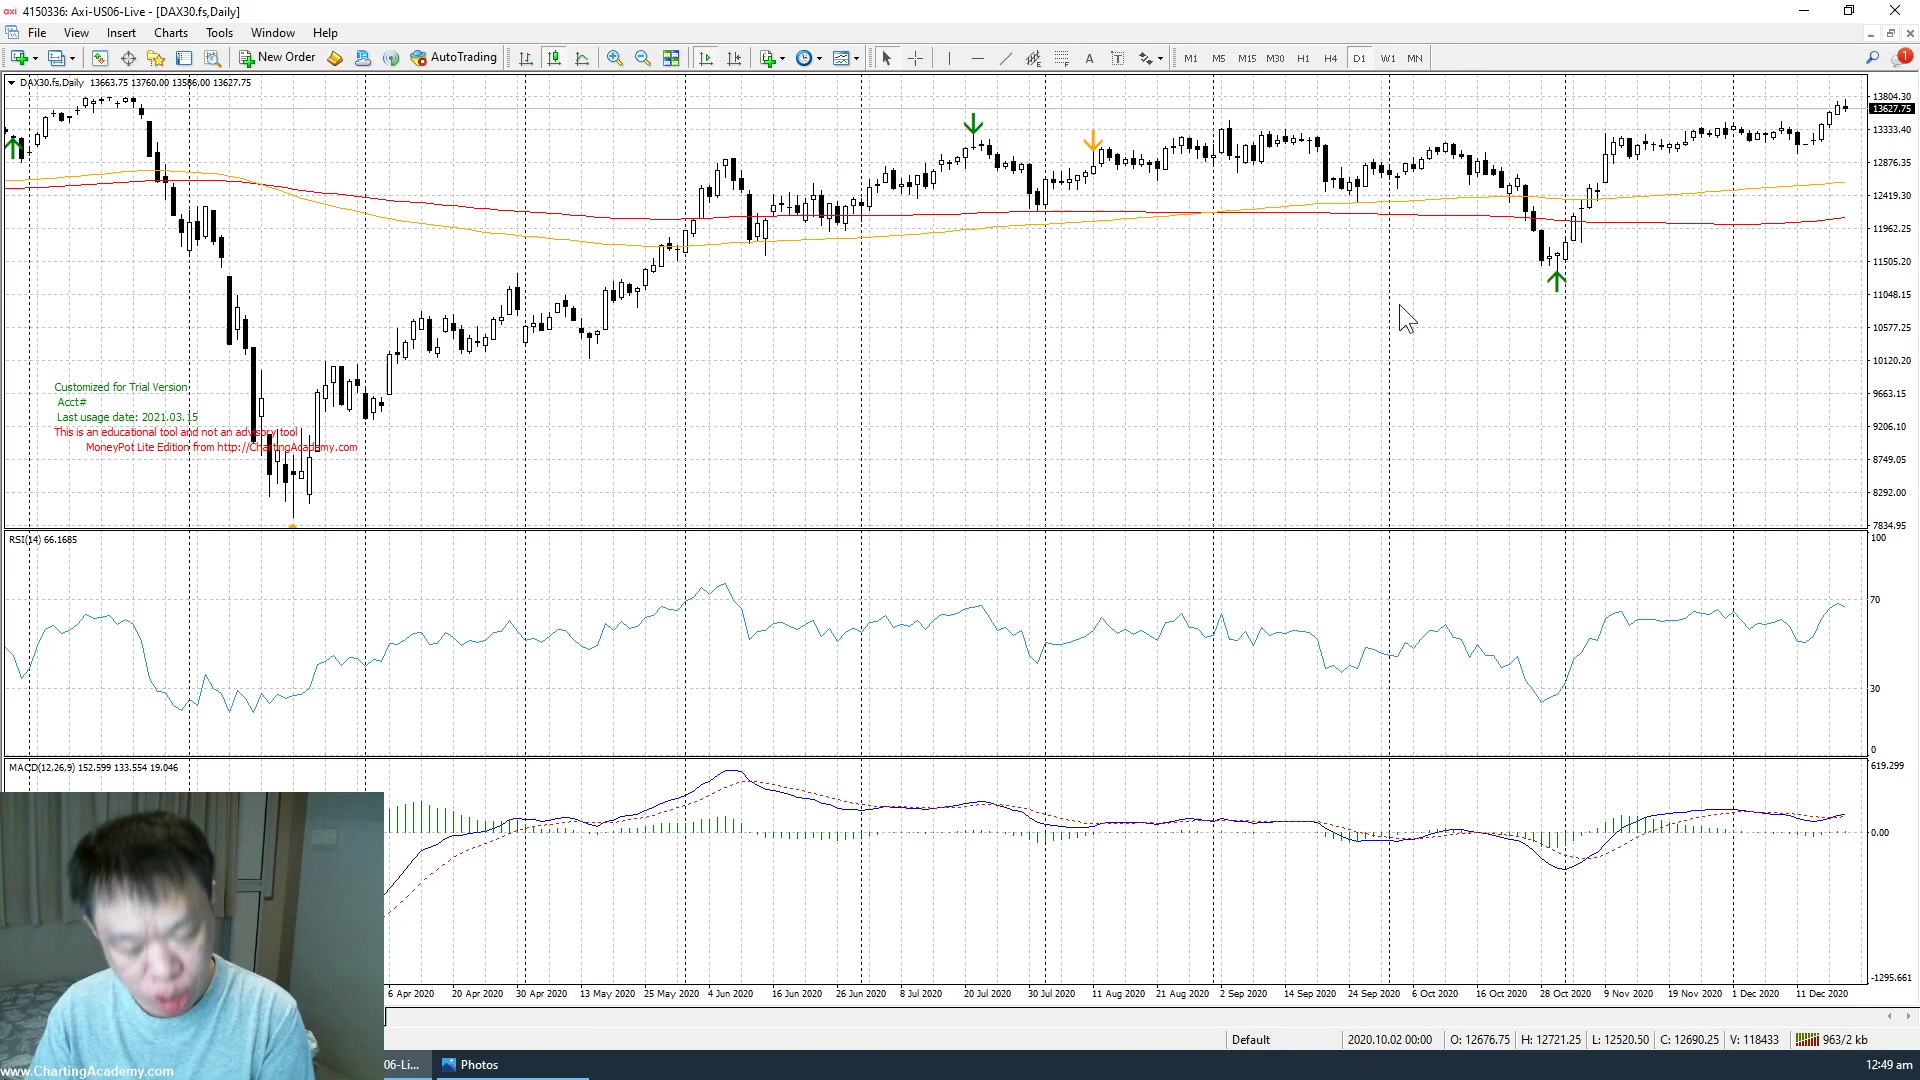 axi 4150336: Axi-US06-Live - [DAX30.fs,Daily]
File View Insert Charts Tools Window Help
New Order AutoTrading A T M1 M5 M15 M30 H1 H4 D1 W1 MN 1
DAX30.fs,Daily 13663.75 13760.00 13586.00 13627.75
13804.30
13627.75
13333.40
12876.35
12419.30
11962.25
11505.20
11048.15
10577.25
10120.20
9663.15
9206.10
8749.05
8292.00
7834.95
Customized for Trial Version
Acct#
Last usage date: 2021.03.15
This is an educational tool and not an advisory tool
MoneyPot Lite Edition from http://ChartingAcademy.com
RSI(14) 66.1685
100
70
30
0
MACD(12,26,9) 152.599 133.554 19.046
619.299
0.00
-1295.661
6 Apr 2020 20 Apr 2020 30 Apr 2020 13 May 2020 25 May 2020 4 Jun 2020 16 Jun 2020 26 Jun 2020 8 Jul 2020 20 Jul 2020 30 Jul 2020 11 Aug 2020 21 Aug 2020 2 Sep 2020 14 Sep 2020 24 Sep 2020 6 Oct 2020 16 Oct 2020 28 Oct 2020 9 Nov 2020 19 Nov 2020 1 Dec 2020 11 Dec 2020
Default 2020.10.02 00:00 O: 12676.75 H: 12721.25 L: 12520.50 C: 12690.25 V: 118433 963/2 kb
06-Li... Photos 12:49 am
www.ChartingAcademy.com